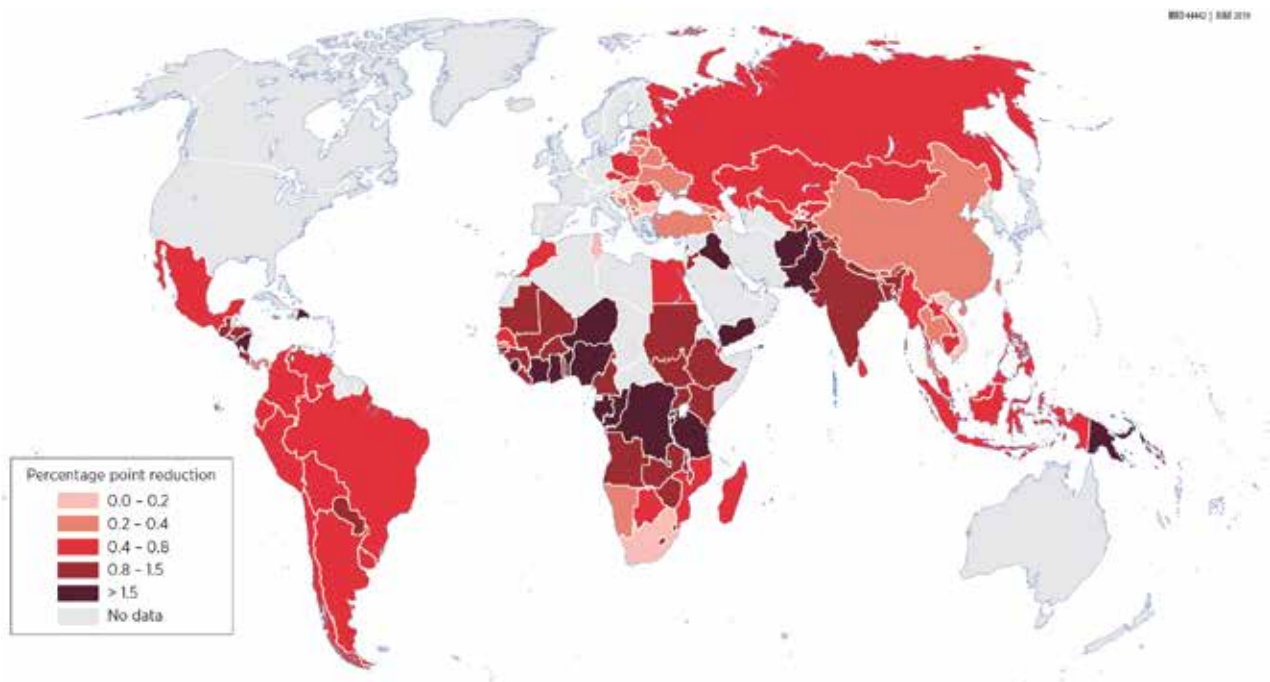 Percentage point reduction
0.0 – 0.2
0.2 – 0.4
0.4 – 0.8
0.8 – 1.5
> 1.5
No data